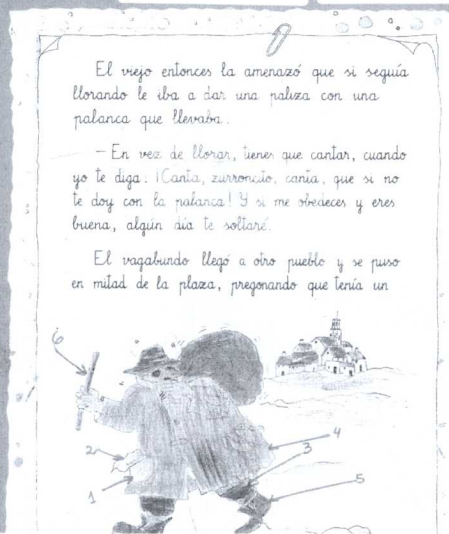 El viejo entonces la amenazó que si seguía
llorando le iba a dar una paliza con una
palanca que llevaba.
– En vez de llorar, tienes que cantar, cuando
yo te diga: ¡Canta, zurroncito, canta, que si no
te doy con la palanca! Y si me obedeces y eres
buena, algún día te soltaré.
El vagabundo llegó a otro pueblo y se puso
en mitad de la plaza, pregonando que tenía un
6
2
4
3
1
5